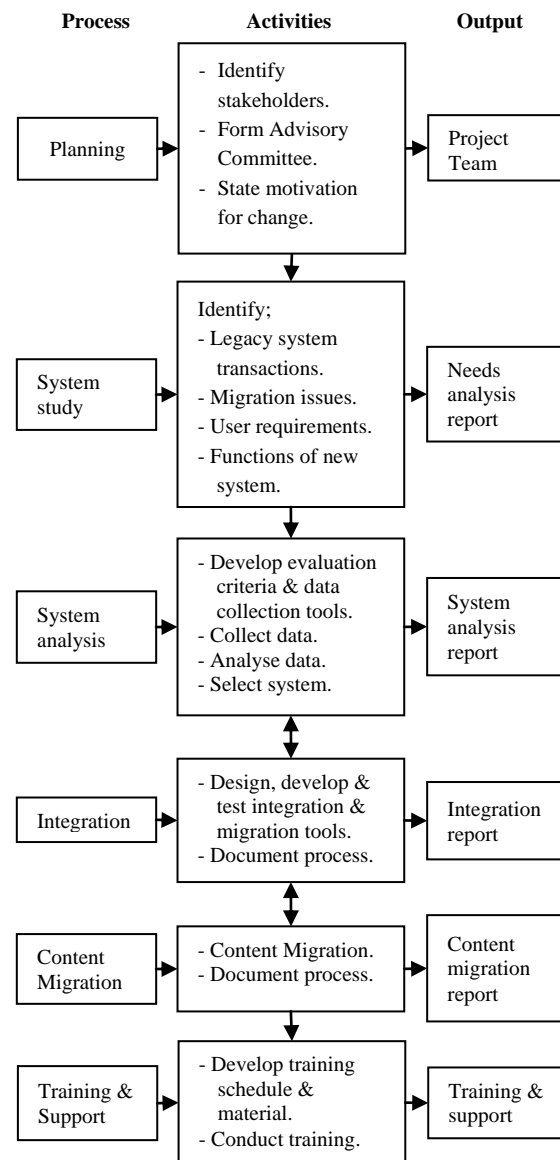 Process Activities Output
Planning
- Identify
stakeholders.
- Form Advisory
Committee.
- State motivation
for change.
Project
Team
System
study
Identify;
- Legacy system
transactions.
- Migration issues.
- User requirements.
- Functions of new
system.
Needs
analysis
report
System
analysis
- Develop evaluation
criteria & data
collection tools.
- Collect data.
- Analyse data.
- Select system.
System
analysis
report
Integration
- Design, develop &
test integration &
migration tools.
- Document process.
Integration
report
Content
Migration
- Content Migration.
- Document process.
Content
migration
report
Training &
Support
- Develop training
schedule &
material.
- Conduct training.
Training &
support